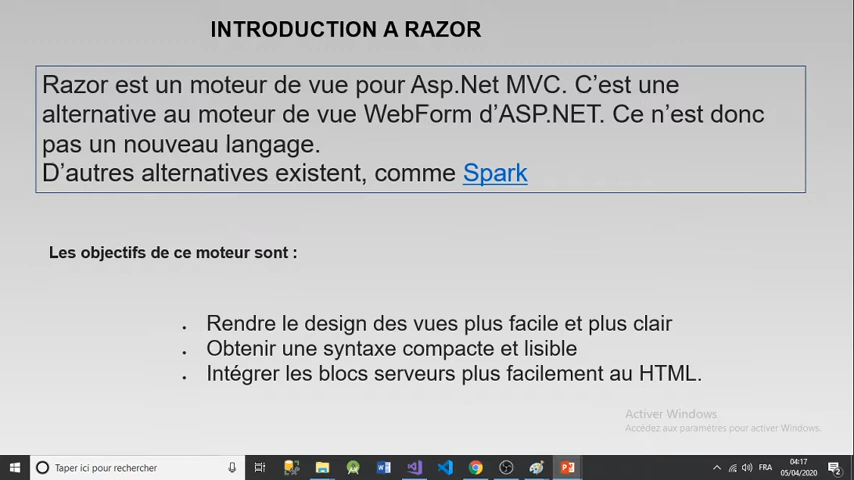 INTRODUCTION A RAZOR
Razor est un moteur de vue pour Asp.Net MVC. C’est une
alternative au moteur de vue WebForm d’ASP.NET. Ce n’est donc
pas un nouveau langage.
D’autres alternatives existent, comme Spark
Les objectifs de ce moteur sont :
• Rendre le design des vues plus facile et plus clair
• Obtenir une syntaxe compacte et lisible
• Intégrer les blocs serveurs plus facilement au HTML.
Activer Windows
Accédez aux paramètres pour activer Windows.
Taper ici pour rechercher
FRA
04:17
05/04/2020
2